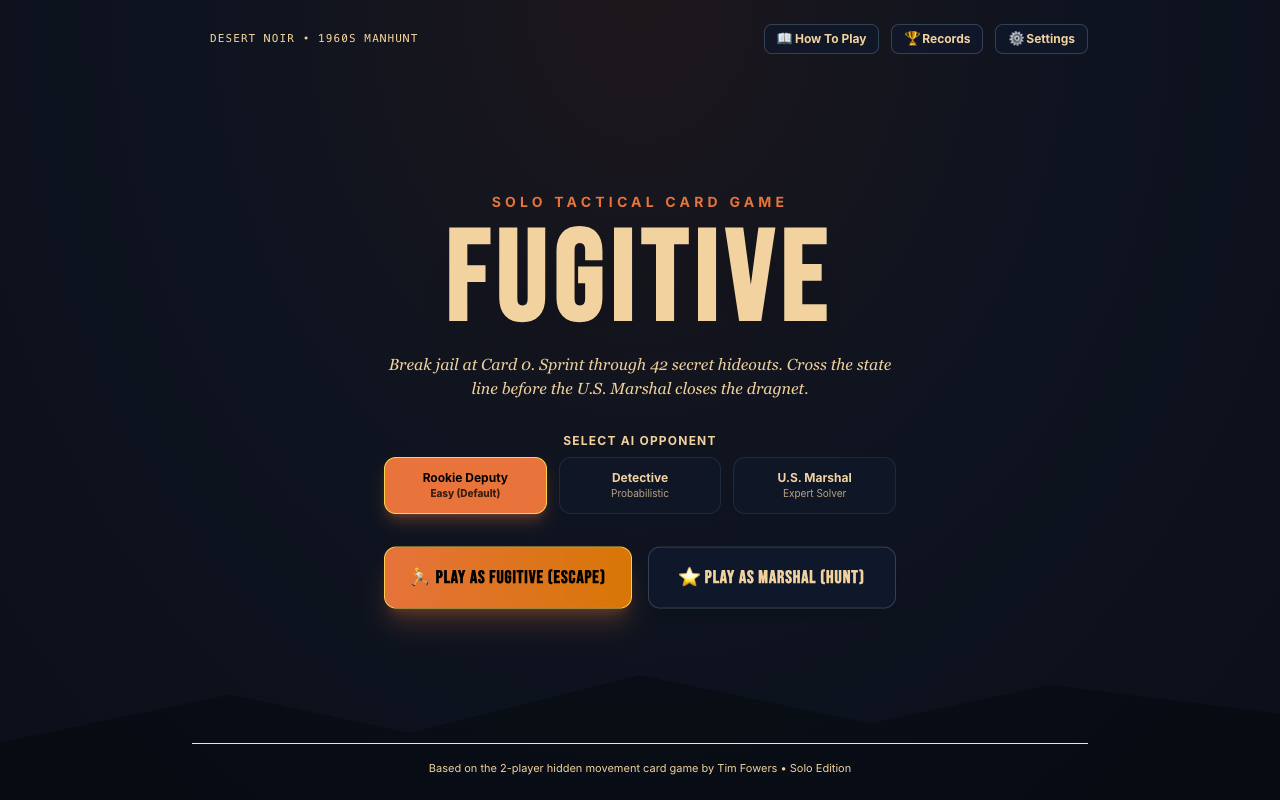 DESERT NOIR • 1960S MANHUNT
📖 How To Play
🏆 Records
⚙️ Settings
SOLO TACTICAL CARD GAME
FUGITIVE
Break jail at Card 0. Sprint through 42 secret hideouts. Cross the state
line before the U.S. Marshal closes the dragnet.
SELECT AI OPPONENT
Rookie Deputy
Easy (Default)
Detective
Probabilistic
U.S. Marshal
Expert Solver
🏃 PLAY AS FUGITIVE (ESCAPE)
⭐ PLAY AS MARSHAL (HUNT)
Based on the 2-player hidden movement card game by Tim Fowers • Solo Edition